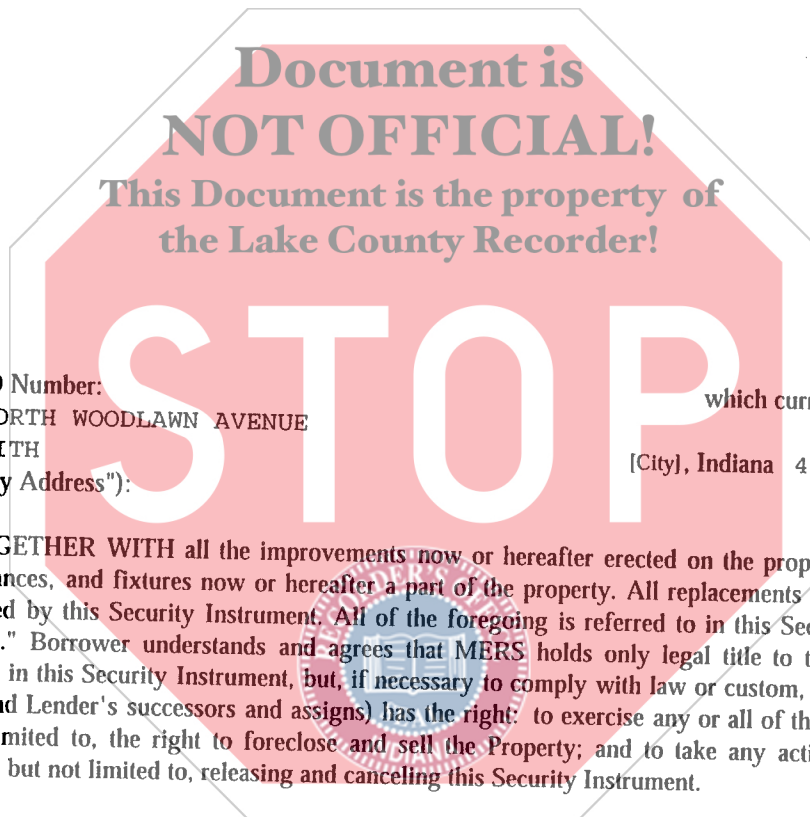 Document is
NOT OFFICIAL!
This Document is the property of
the Lake County Recorder!
STOP
Number:
which curr
ORTH WOODLAWN AVENUE
ITH
[City], Indiana 4
y Address"):
GETHER WITH all the improvements now or hereafter erected on the prop
ances, and fixtures now or hereafter a part of the property. All replacements
ed by this Security Instrument. All of the foregoing is referred to in this Sec
." Borrower understands and agrees that MERS holds only legal title to t
in this Security Instrument, but, if necessary to comply with law or custom,
nd Lender's successors and assigns) has the right: to exercise any or all of th
mited to, the right to foreclose and sell the Property; and to take any acti
but not limited to, releasing and canceling this Security Instrument.
INDIANA